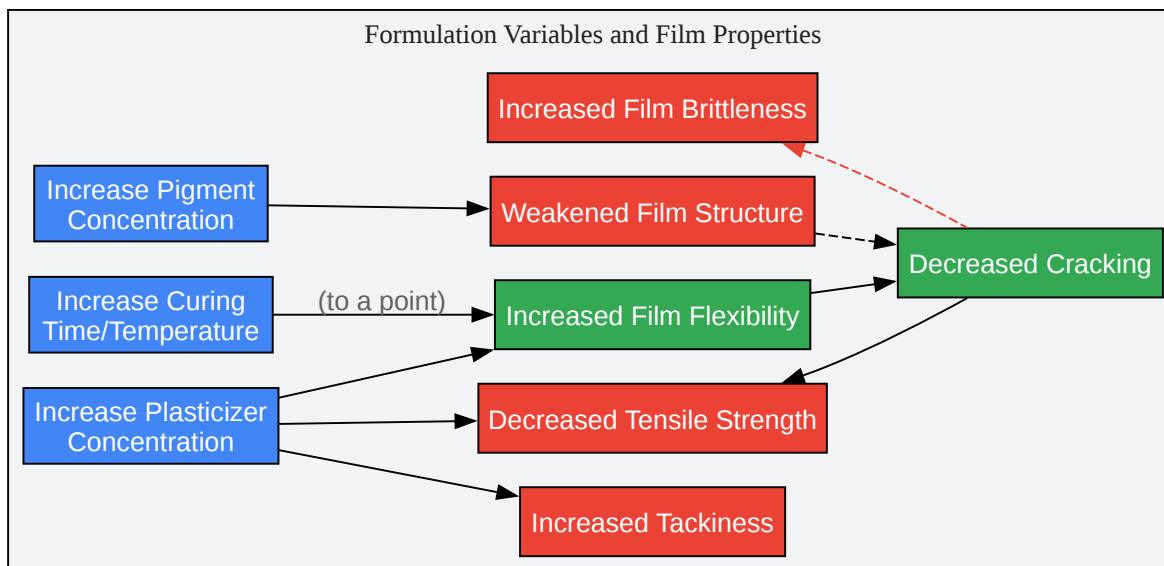 Formulation Variables and Film Properties
Increased Film Brittleness
Increase Pigment
Concentration
Weakened Film Structure
Decreased Cracking
Increase Curing
Time/Temperature
(to a point)
Increased Film Flexibility
Increase Plasticizer
Concentration
Decreased Tensile Strength
Increased Tackiness